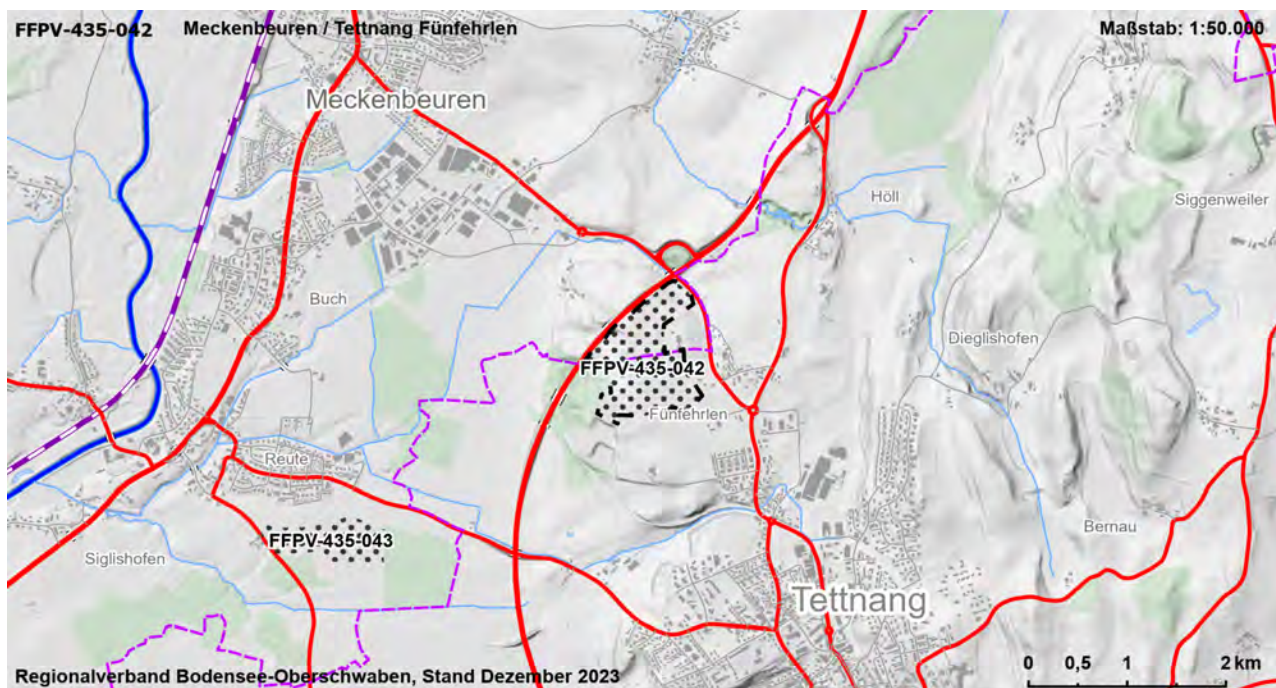 FFPV-435-042 Meckenbeuren / Tettnang Fünfehrlen Maßstab: 1:50.000
Meckenbeuren
Höll
Siggenweiler
Buch
Dieglishofen
FFPV-435-042
Fünfehrlen
Reute
FFPV-435-043
Siglishofen
Bernau
Tettnang
Regionalverband Bodensee-Oberschwaben, Stand Dezember 2023
0 0,5 1 2 km